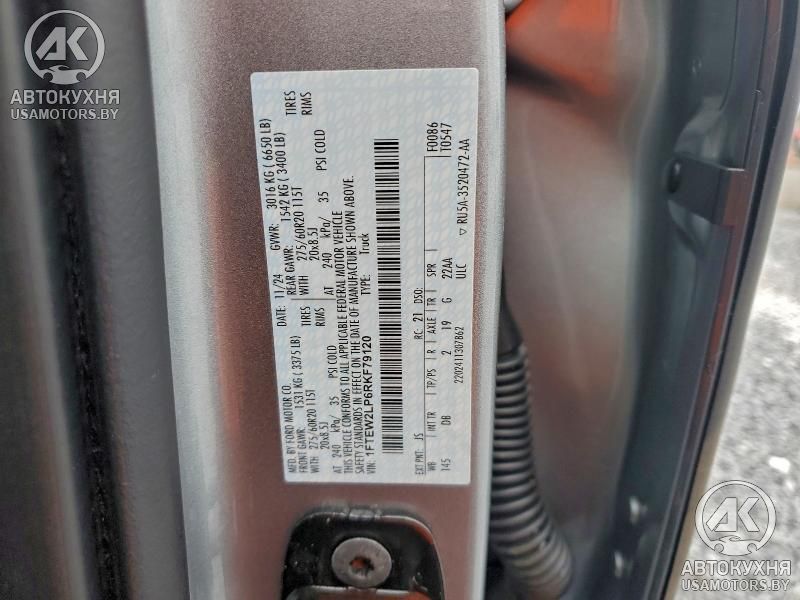 АК
АВТОКУХНЯ
USAMOTORS.BY
MFD. BY FORD MOTOR CO.
DATE: 11/24 GVWR: 3016 KG ( 6650 LB)
FRONT GAWR: 1531 KG ( 3375 LB) REAR GAWR: 1542 KG ( 3400 LB)
WITH 275/60R20 115T TIRES WITH 275/60R20 115T TIRES
20x8.5J RIMS 20x8.5J RIMS
AT 240 kPa/ 35 PSI COLD AT 240 kPa/ 35 PSI COLD
THIS VEHICLE CONFORMS TO ALL APPLICABLE FEDERAL MOTOR VEHICLE
SAFETY STANDARDS IN EFFECT ON THE DATE OF MANUFACTURE SHOWN ABOVE.
VIN: 1FTEW2LP6RKF79120 TYPE: Truck
F0086
T0547
EXT PNT: JS RC: 21 DSO:
WB INT TR TP/PS R AXLE TR SPR
145 DB 2 19 G 22AA
2202411307862 ULC
▽ RU5A-3520472-AA
АК
АВТОКУХНЯ
USAMOTORS.BY